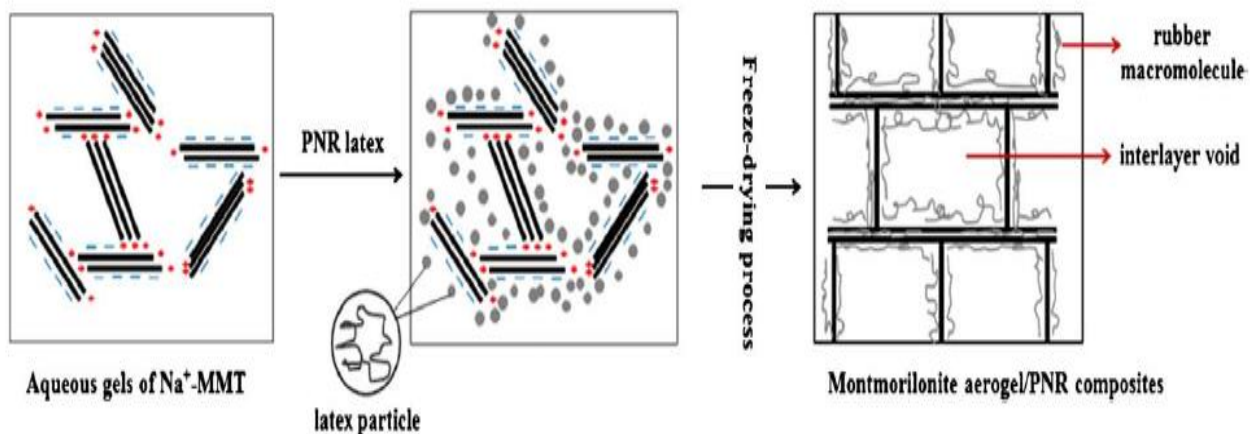 rubber
macromolecule
PNR latex
interlayer void
Freeze-drying process
Aqueous gels of Na⁺-MMT
latex particle
Montmorilonite aerogel/PNR composites